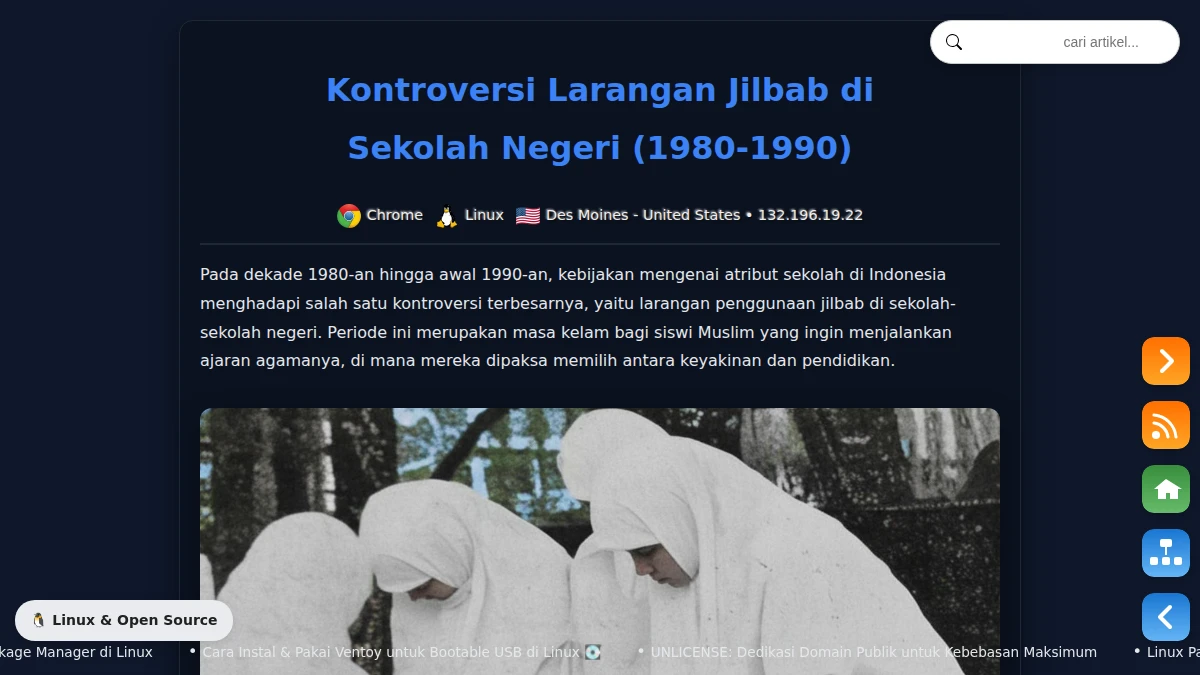 cari artikel...
Kontroversi Larangan Jilbab di
Sekolah Negeri (1980-1990)
Chrome Linux Des Moines - United States • 132.196.19.22
Pada dekade 1980-an hingga awal 1990-an, kebijakan mengenai atribut sekolah di Indonesia
menghadapi salah satu kontroversi terbesarnya, yaitu larangan penggunaan jilbab di sekolah-
sekolah negeri. Periode ini merupakan masa kelam bagi siswi Muslim yang ingin menjalankan
ajaran agamanya, di mana mereka dipaksa memilih antara keyakinan dan pendidikan.
Linux & Open Source
kage Manager di Linux • Cara Instal & Pakai Ventoy untuk Bootable USB di Linux • UNLICENSE: Dedikasi Domain Publik untuk Kebebasan Maksimum • Linux Pa